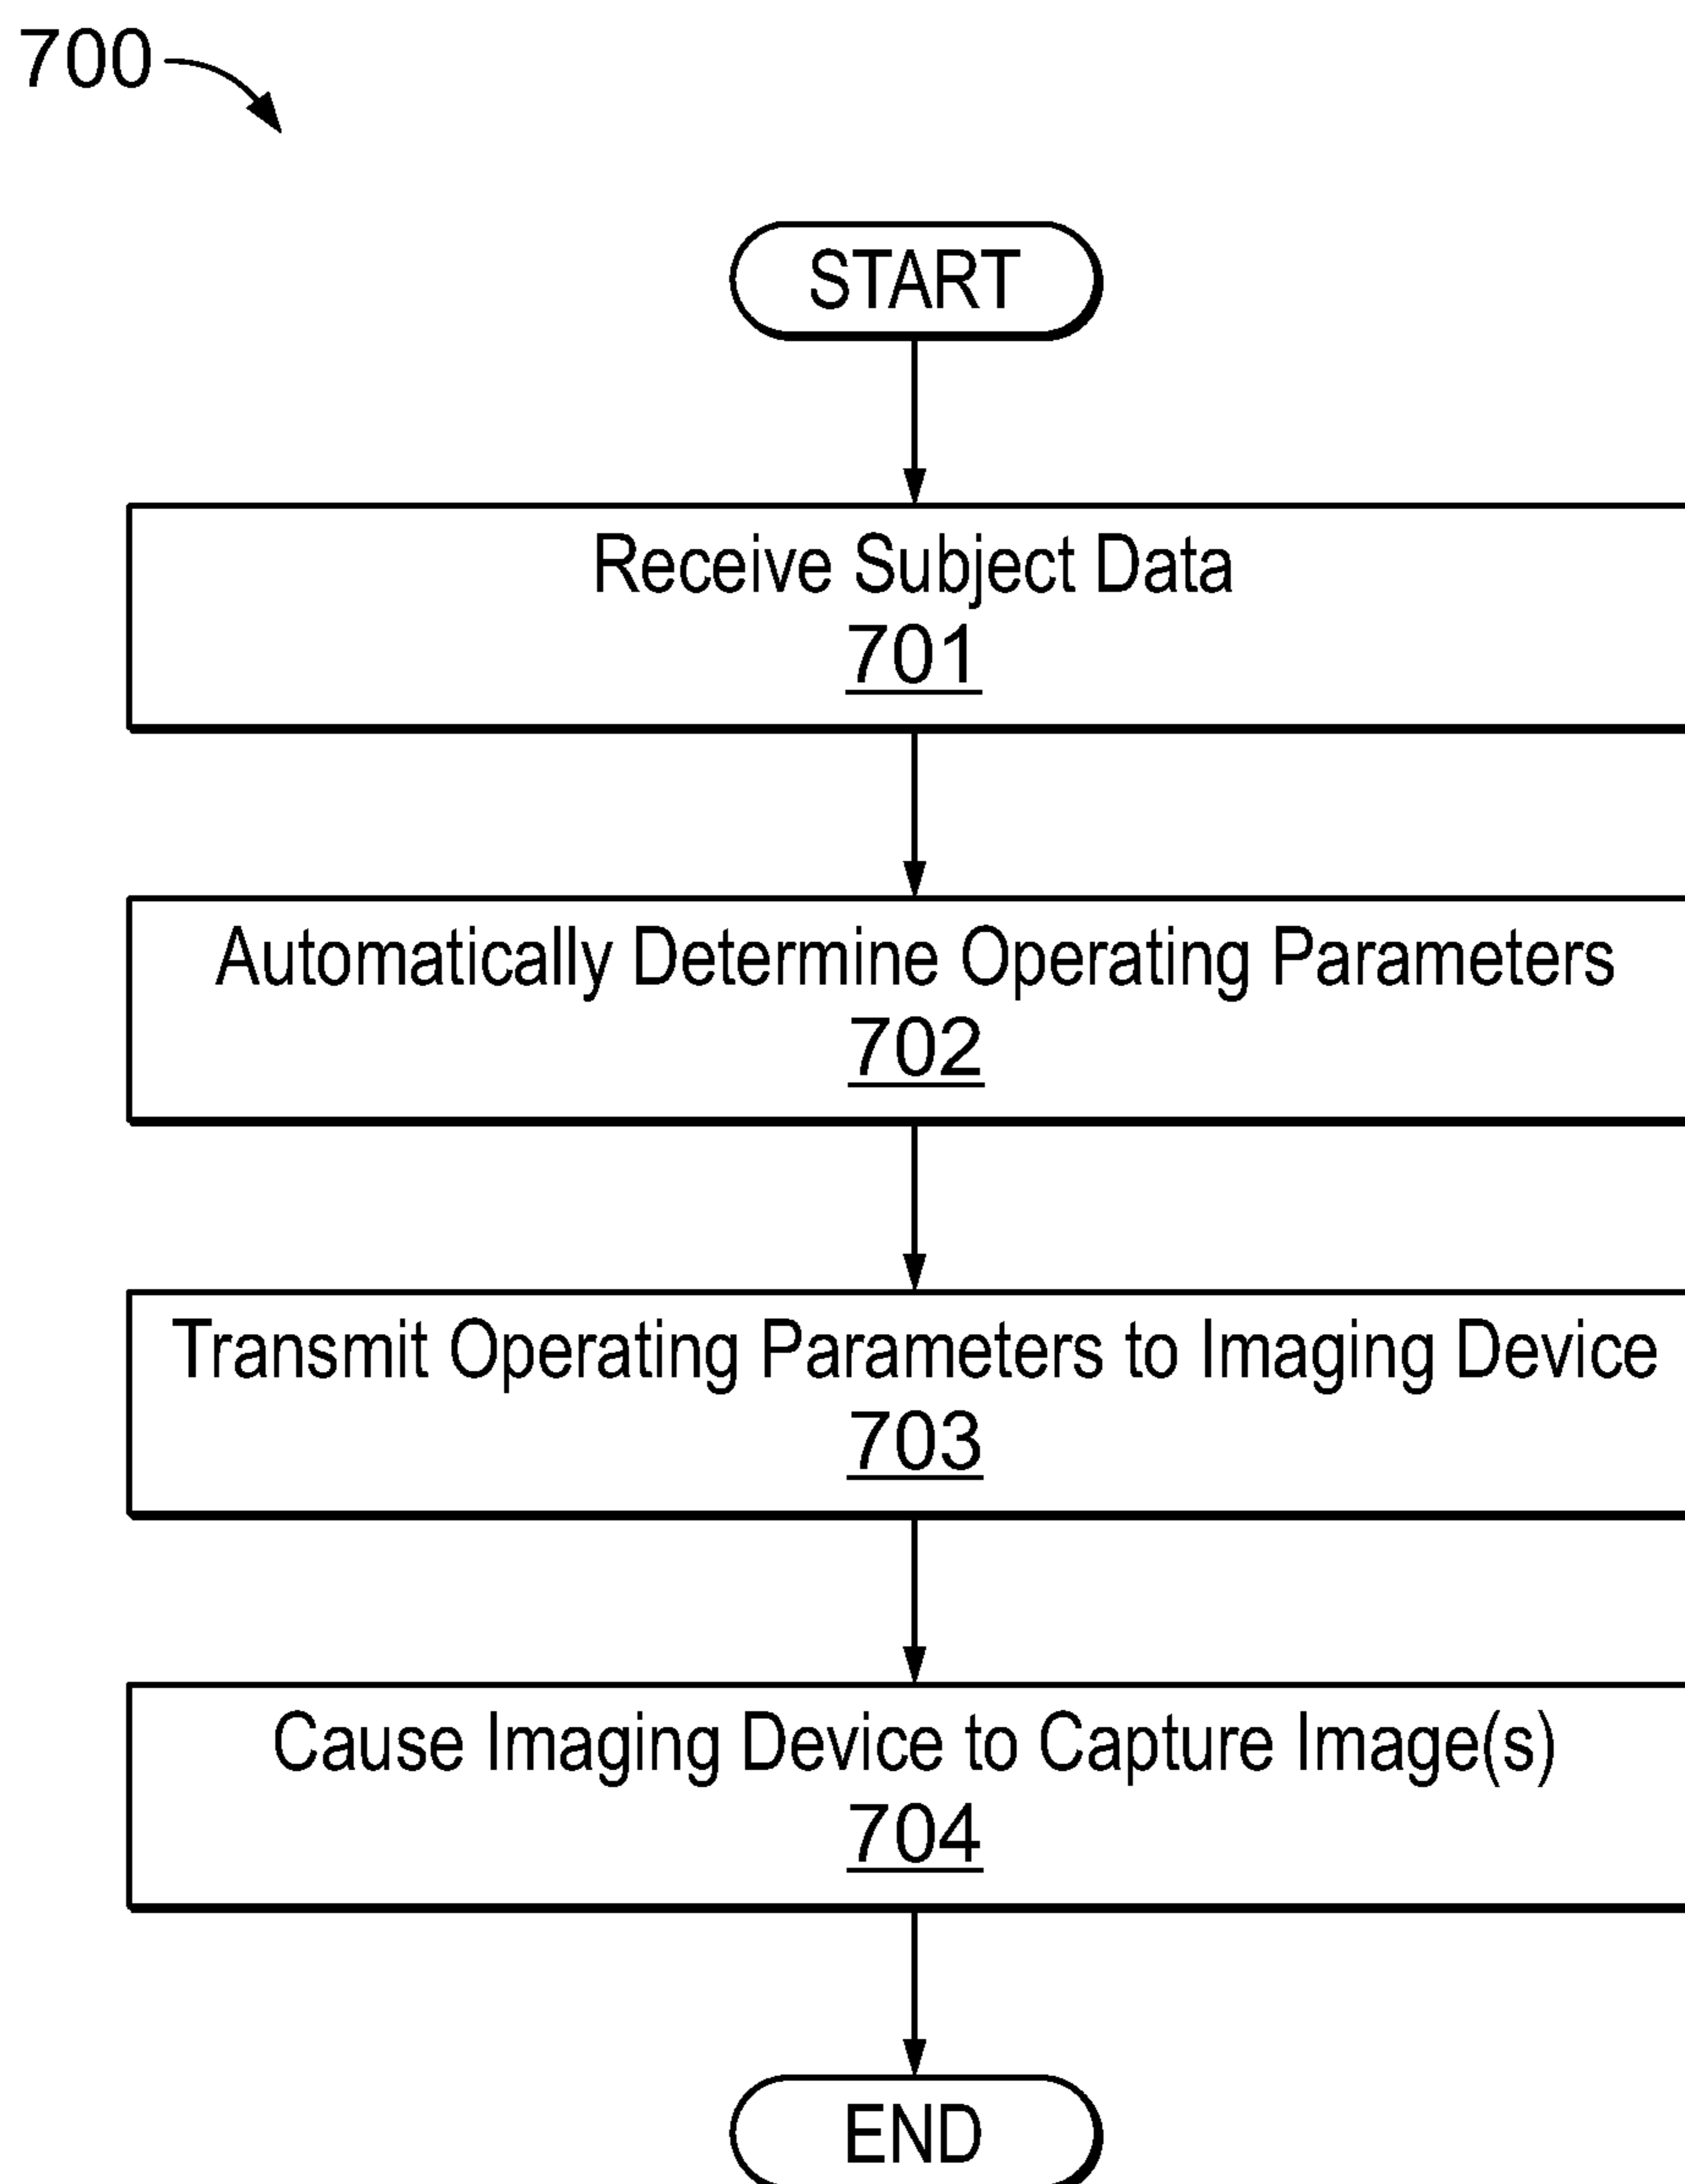 700
START
Receive Subject Data
701
Automatically Determine Operating Parameters
702
Transmit Operating Parameters to Imaging Device
703
Cause Imaging Device to Capture Image(s)
704
END